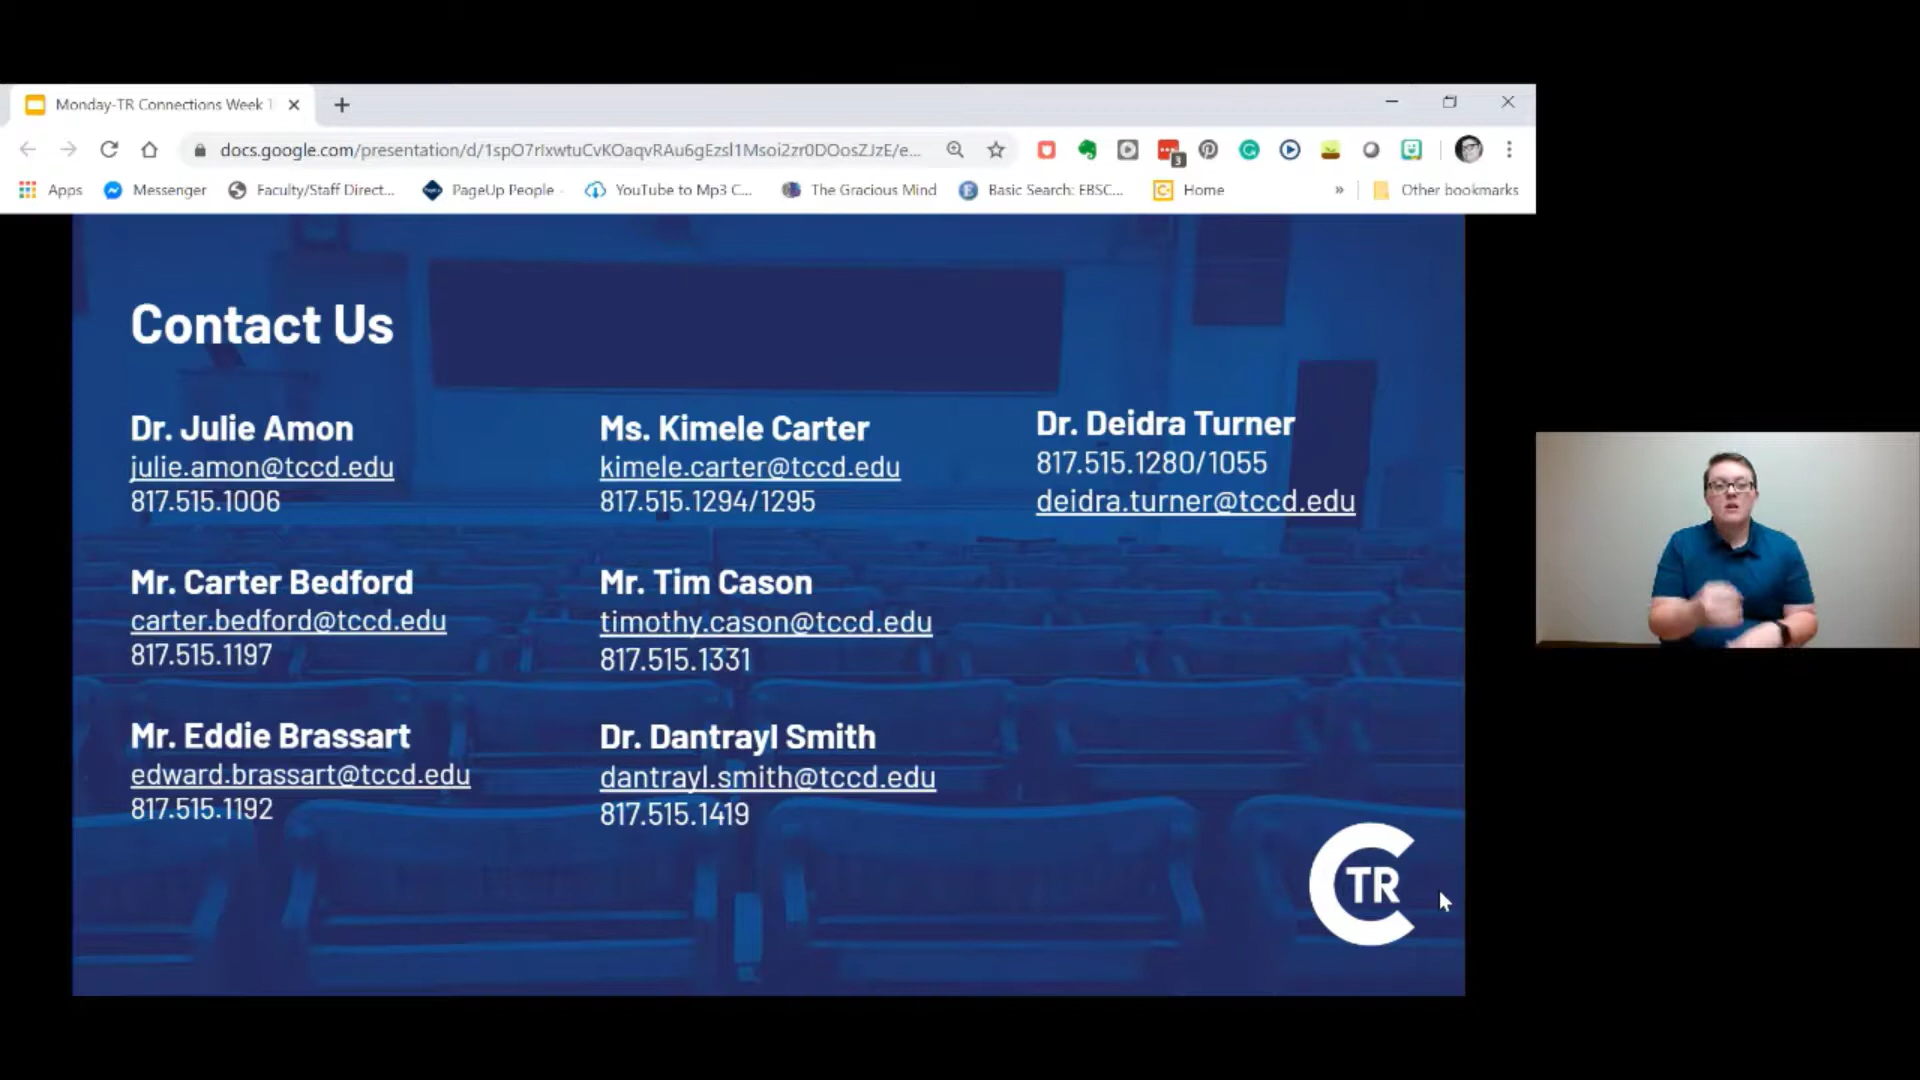 Monday-TR Connections Week
docs.google.com/presentation/d/1spO7rIxwtuCvKOaqvRAu6gEzsl1Msoi2zr0DOosZJzE/e...
3
Apps
Messenger
Faculty/Staff Direct...
PageUp People
YouTube to Mp3 C...
The Gracious Mind
Basic Search: EBSC...
Home
»
Other bookmarks
Contact Us
Dr. Julie Amon
julie.amon@tccd.edu
817.515.1006
Mr. Carter Bedford
carter.bedford@tccd.edu
817.515.1197
Mr. Eddie Brassart
edward.brassart@tccd.edu
817.515.1192
Ms. Kimele Carter
kimele.carter@tccd.edu
817.515.1294/1295
Mr. Tim Cason
timothy.cason@tccd.edu
817.515.1331
Dr. Dantrayl Smith
dantrayl.smith@tccd.edu
817.515.1419
Dr. Deidra Turner
817.515.1280/1055
deidra.turner@tccd.edu
CTR